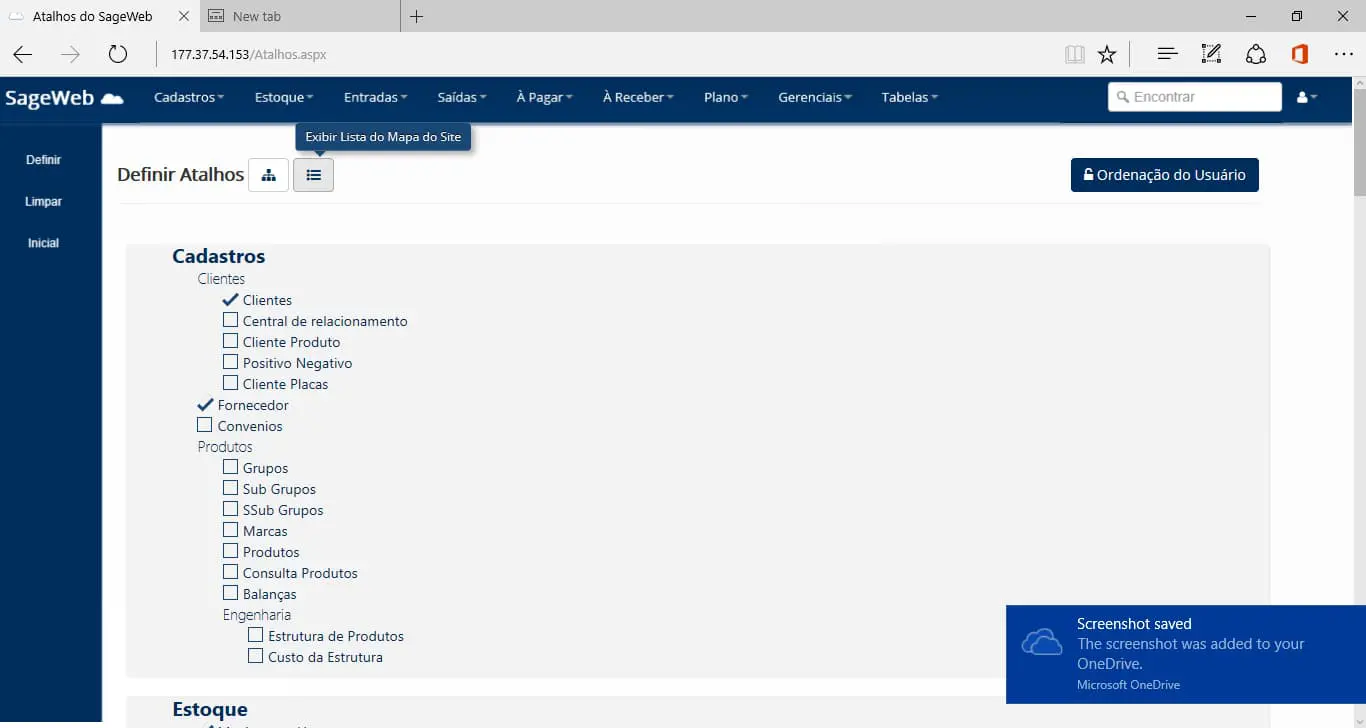 Atalhos do SageWeb
New tab
177.37.54.153/Atalhos.aspx
SageWeb Cadastros Estoque Entradas Saídas À Pagar À Receber Plano Gerenciais Tabelas Encontrar
Exibir Lista do Mapa do Site
Definir
Limpar
Inicial
Definir Atalhos
Ordenação do Usuário
Cadastros
Clientes
Clientes
Central de relacionamento
Cliente Produto
Positivo Negativo
Cliente Placas
Fornecedor
Convenios
Produtos
Grupos
Sub Grupos
SSub Grupos
Marcas
Produtos
Consulta Produtos
Balanças
Engenharia
Estrutura de Produtos
Custo da Estrutura
Estoque
Screenshot saved
The screenshot was added to your
OneDrive.
Microsoft OneDrive